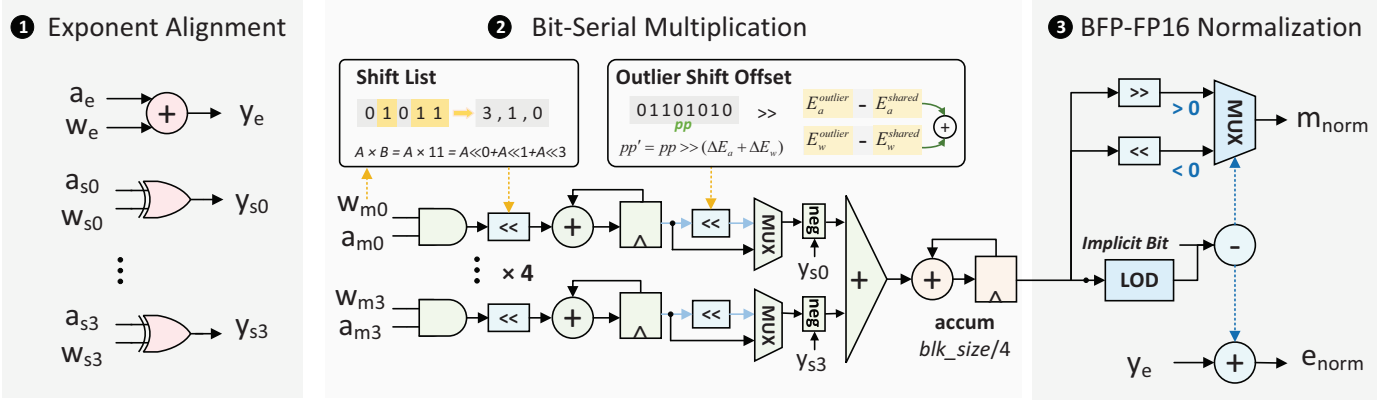 1 Exponent Alignment
a_e
w_e
+
y_e
a_s0
w_s0
y_s0
a_s3
w_s3
y_s3
2 Bit-Serial Multiplication
Shift List
0 1 0 1 1
3 , 1 , 0
A × B = A × 11 = A≪0+A≪1+A≪3
Outlier Shift Offset
01101010 >>
pp
E_a^outlier - E_a^shared
E_w^outlier - E_w^shared
+
pp' = pp >> (ΔE_a + ΔE_w)
w_m0
a_m0
<<
+
<<
MUX
neg
y_s0
× 4
w_m3
a_m3
<<
+
<<
MUX
neg
y_s3
+
+
accum
blk_size/4
3 BFP-FP16 Normalization
>>
> 0
<<
< 0
MUX
m_norm
Implicit Bit
-
LOD
y_e
+
e_norm